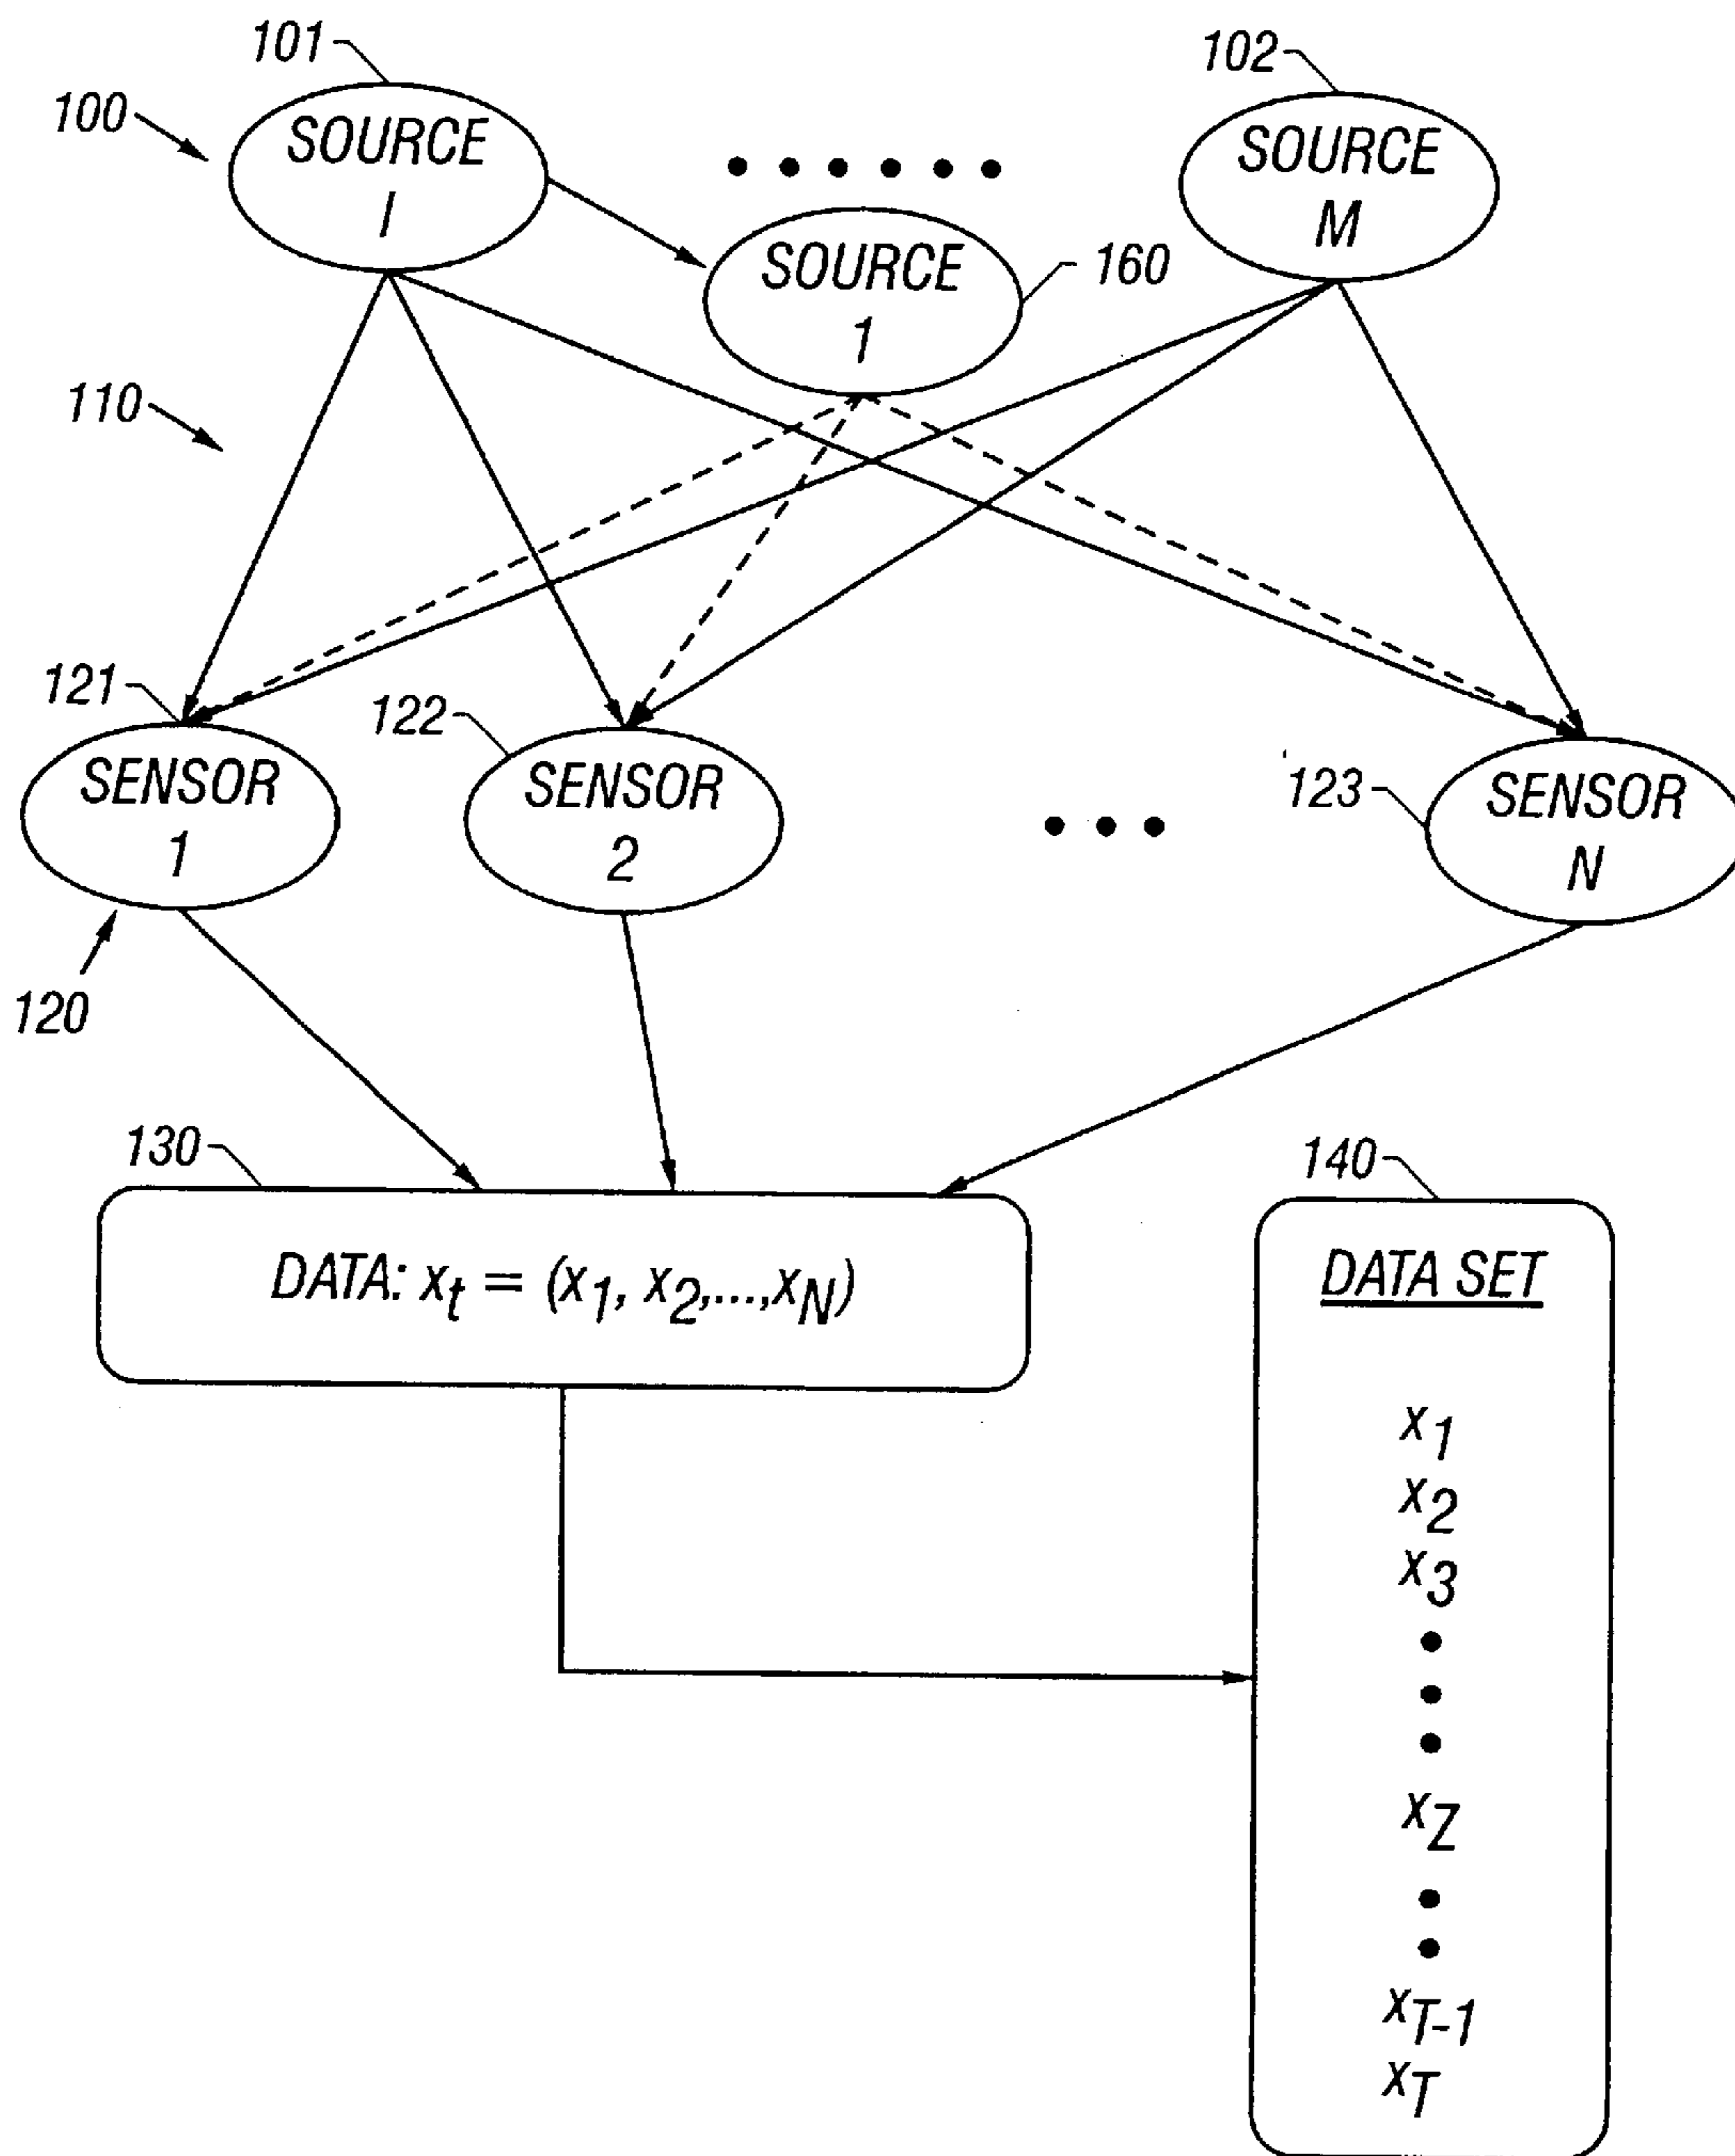 101
102
100
SOURCE
I
SOURCE
M
SOURCE
1
160
110
121
122
123
SENSOR
1
SENSOR
2
SENSOR
N
120
130
140
DATA: x_t = (x_1, x_2,...,x_N)
DATA SET
x_1
x_2
x_3
x_Z
x_T-1
x_T